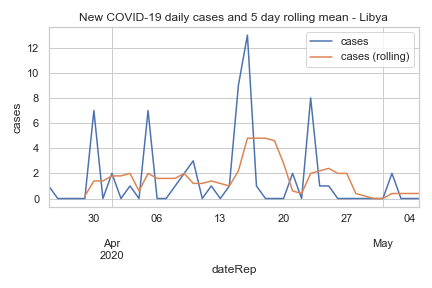 New COVID-19 daily cases and 5 day rolling mean - Libya
cases
cases (rolling)
cases
12
10
8
6
4
2
0
30 06 13 20 27 04
Apr May
2020
dateRep